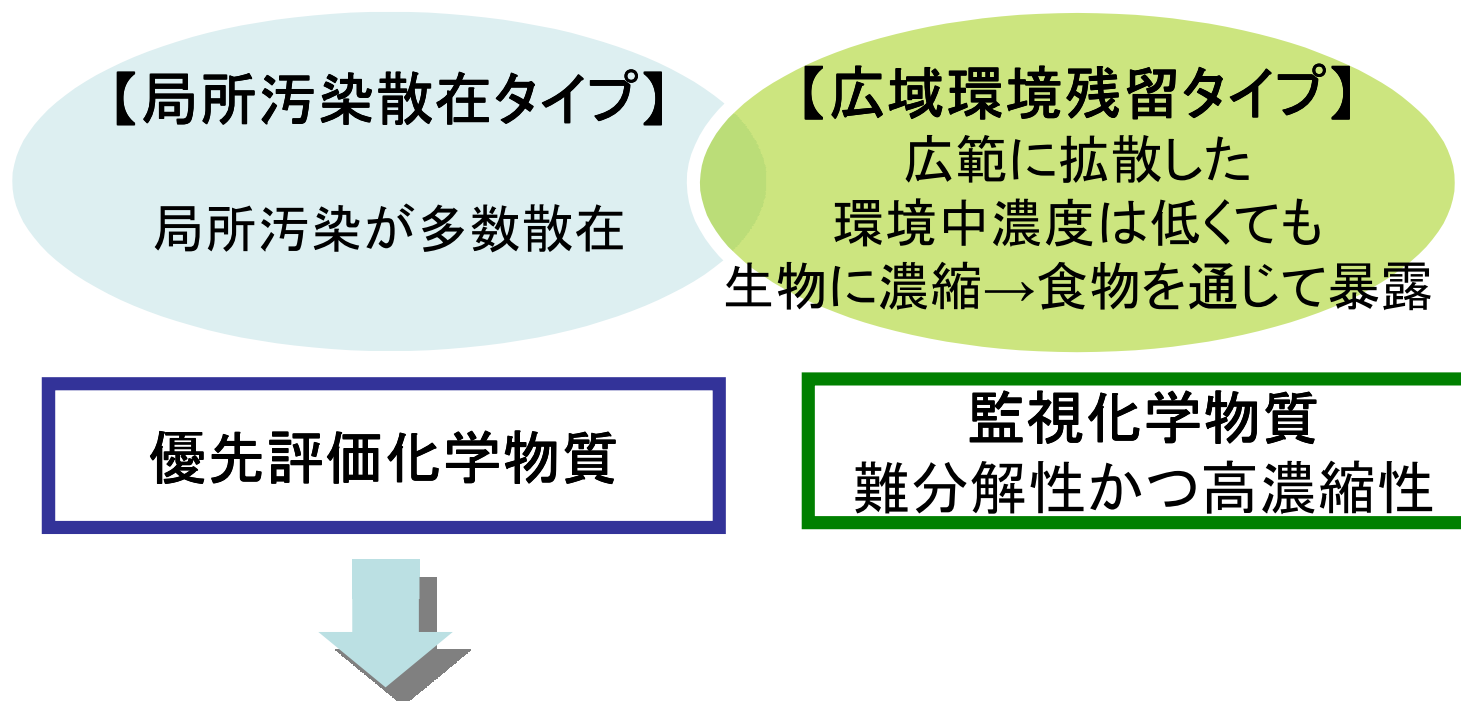 【局所汚染散在タイプ】
局所汚染が多数散在
【広域環境残留タイプ】
広範に拡散した
環境中濃度は低くても
生物に濃縮→食物を通じて暴露
優先評価化学物質
監視化学物質
難分解性かつ高濃縮性